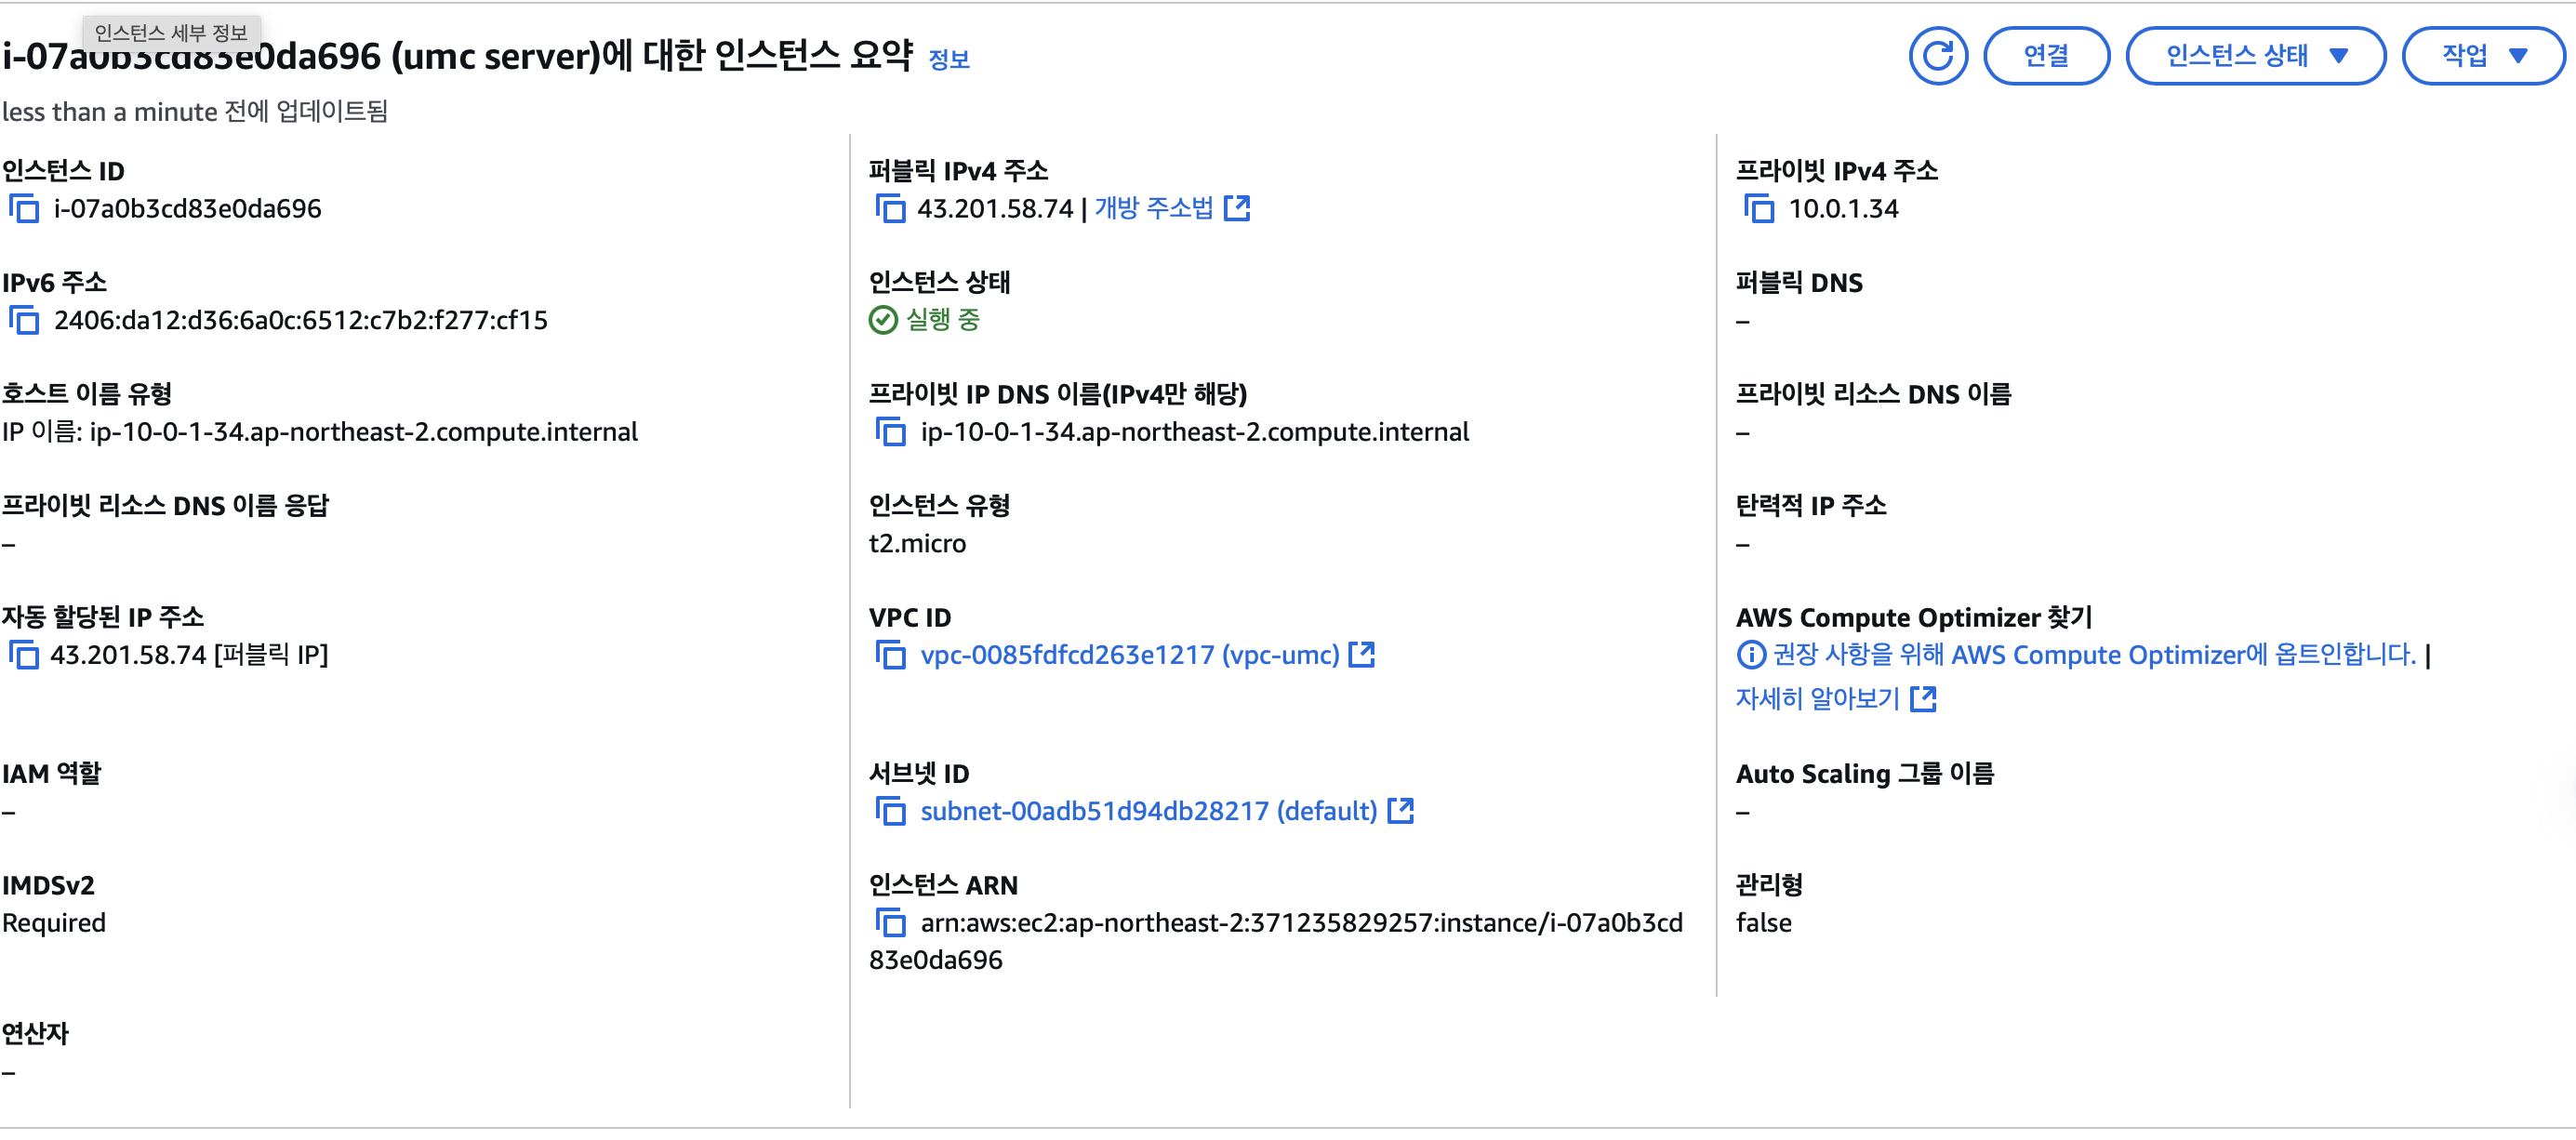 인스턴스 세부 정보
i-07a0b3cd83e0da696 (umc server)에 대한 인스턴스 요약 정보
연결
인스턴스 상태
작업
less than a minute 전에 업데이트됨
인스턴스 ID
i-07a0b3cd83e0da696
퍼블릭 IPv4 주소
43.201.58.74 | 개방 주소법
프라이빗 IPv4 주소
10.0.1.34
IPv6 주소
2406:da12:d36:6a0c:6512:c7b2:f277:cf15
인스턴스 상태
실행 중
퍼블릭 DNS
–
호스트 이름 유형
IP 이름: ip-10-0-1-34.ap-northeast-2.compute.internal
프라이빗 IP DNS 이름(IPv4만 해당)
ip-10-0-1-34.ap-northeast-2.compute.internal
프라이빗 리소스 DNS 이름
–
프라이빗 리소스 DNS 이름 응답
–
인스턴스 유형
t2.micro
탄력적 IP 주소
–
자동 할당된 IP 주소
43.201.58.74 [퍼블릭 IP]
VPC ID
vpc-0085fdfcd263e1217 (vpc-umc)
AWS Compute Optimizer 찾기
권장 사항을 위해 AWS Compute Optimizer에 옵트인합니다. |
자세히 알아보기
IAM 역할
–
서브넷 ID
subnet-00adb51d94db28217 (default)
Auto Scaling 그룹 이름
–
IMDSv2
Required
인스턴스 ARN
arn:aws:ec2:ap-northeast-2:371235829257:instance/i-07a0b3cd
83e0da696
관리형
false
연산자
–